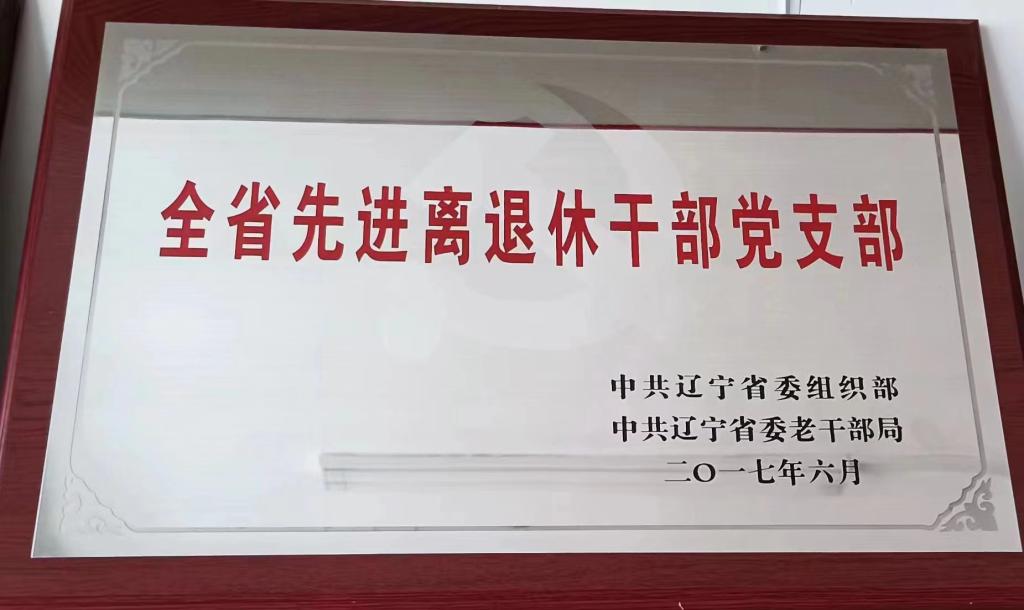 全省先进离退休干部党支部
中共辽宁省委组织部
中共辽宁省委老干部局
二〇一七年六月